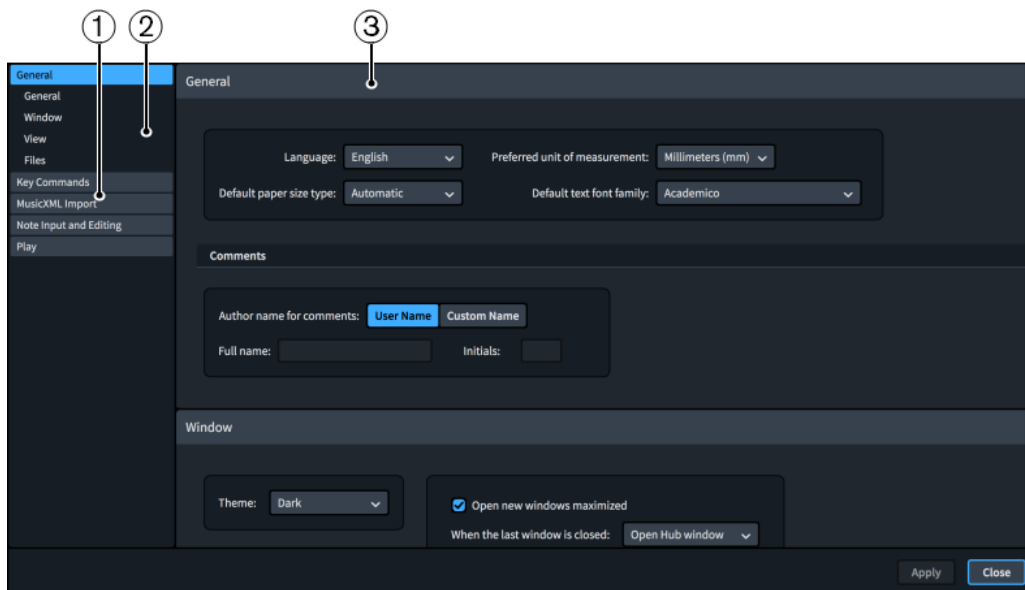 1 2 3
General
General
Window
View
Files
Key Commands
MusicXML Import
Note Input and Editing
Play
General
Language: English Preferred unit of measurement: Millimeters (mm)
Default paper size type: Automatic Default text font family: Academico
Comments
Author name for comments: User Name Custom Name
Full name: Initials:
Window
Theme: Dark
Open new windows maximized
When the last window is closed: Open Hub window
Apply Close